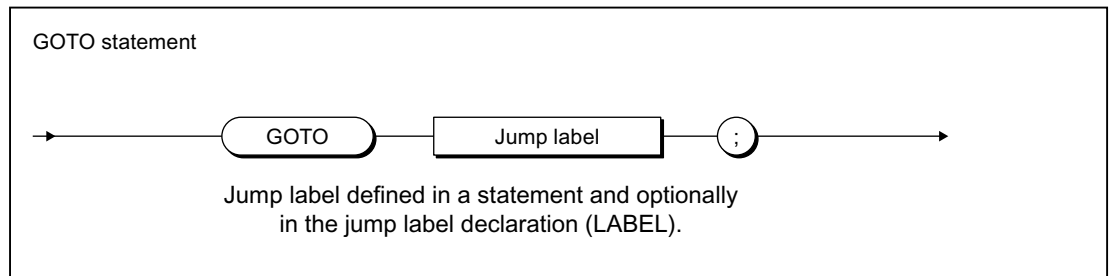 GOTO statement
GOTO Jump label ;
Jump label defined in a statement and optionally
in the jump label declaration (LABEL).